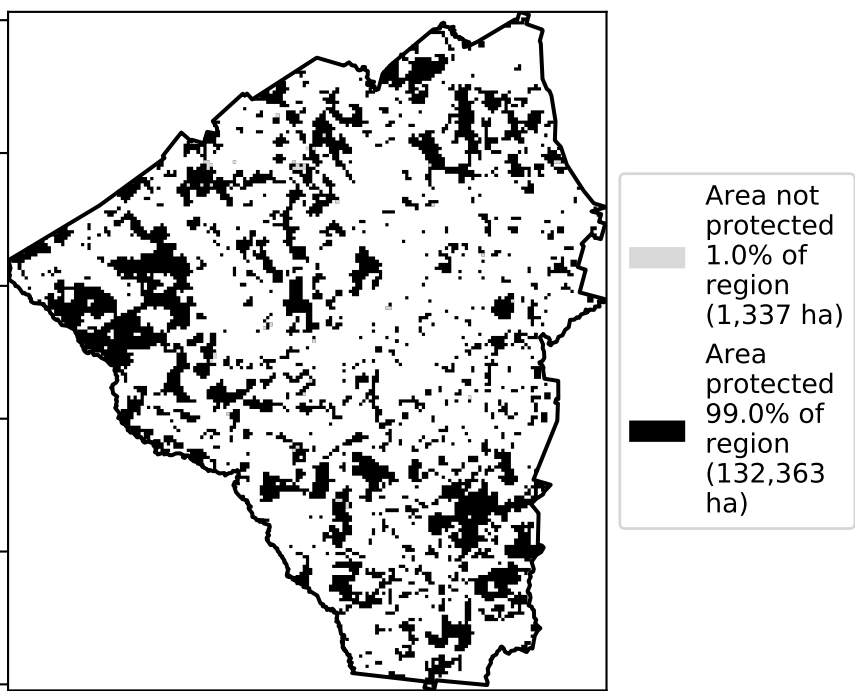 Area not
protected
1.0% of
region
(1,337 ha)
Area
protected
99.0% of
region
(132,363
ha)